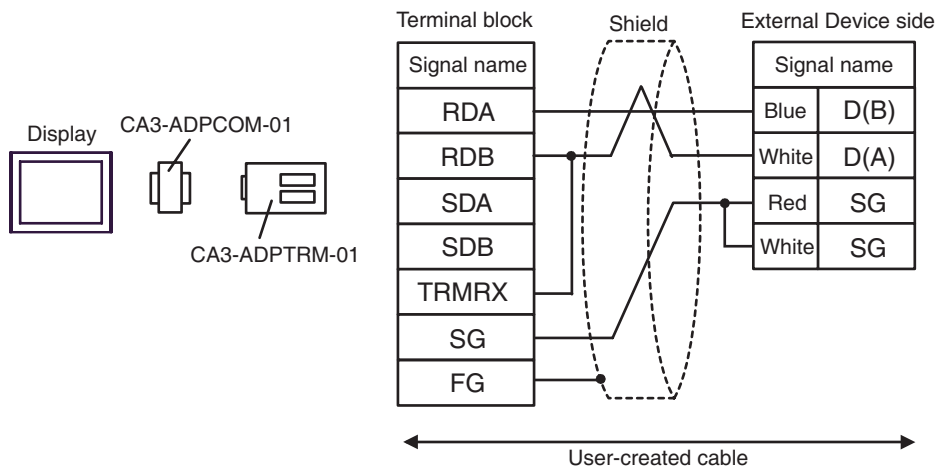 Display
CA3-ADPCOM-01
CA3-ADPTRM-01
Terminal block
Signal name
RDA
RDB
SDA
SDB
TRMRX
SG
FG
Shield
External Device side
Signal name
Blue D(B)
White D(A)
Red SG
White SG
User-created cable